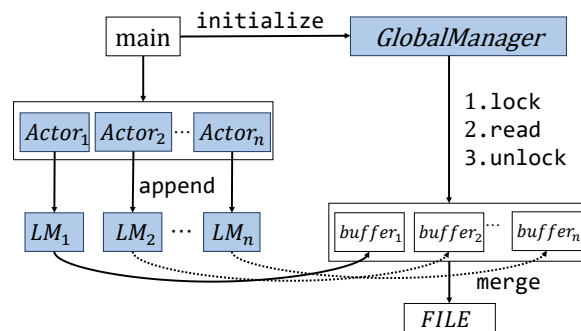 main
initialize
GlobalManager
1.lock
2.read
3.unlock
Actor₁ Actor₂ ··· Actorₙ
append
LM₁ LM₂ ··· LMₙ
buffer₁ buffer₂ ··· bufferₙ
merge
FILE